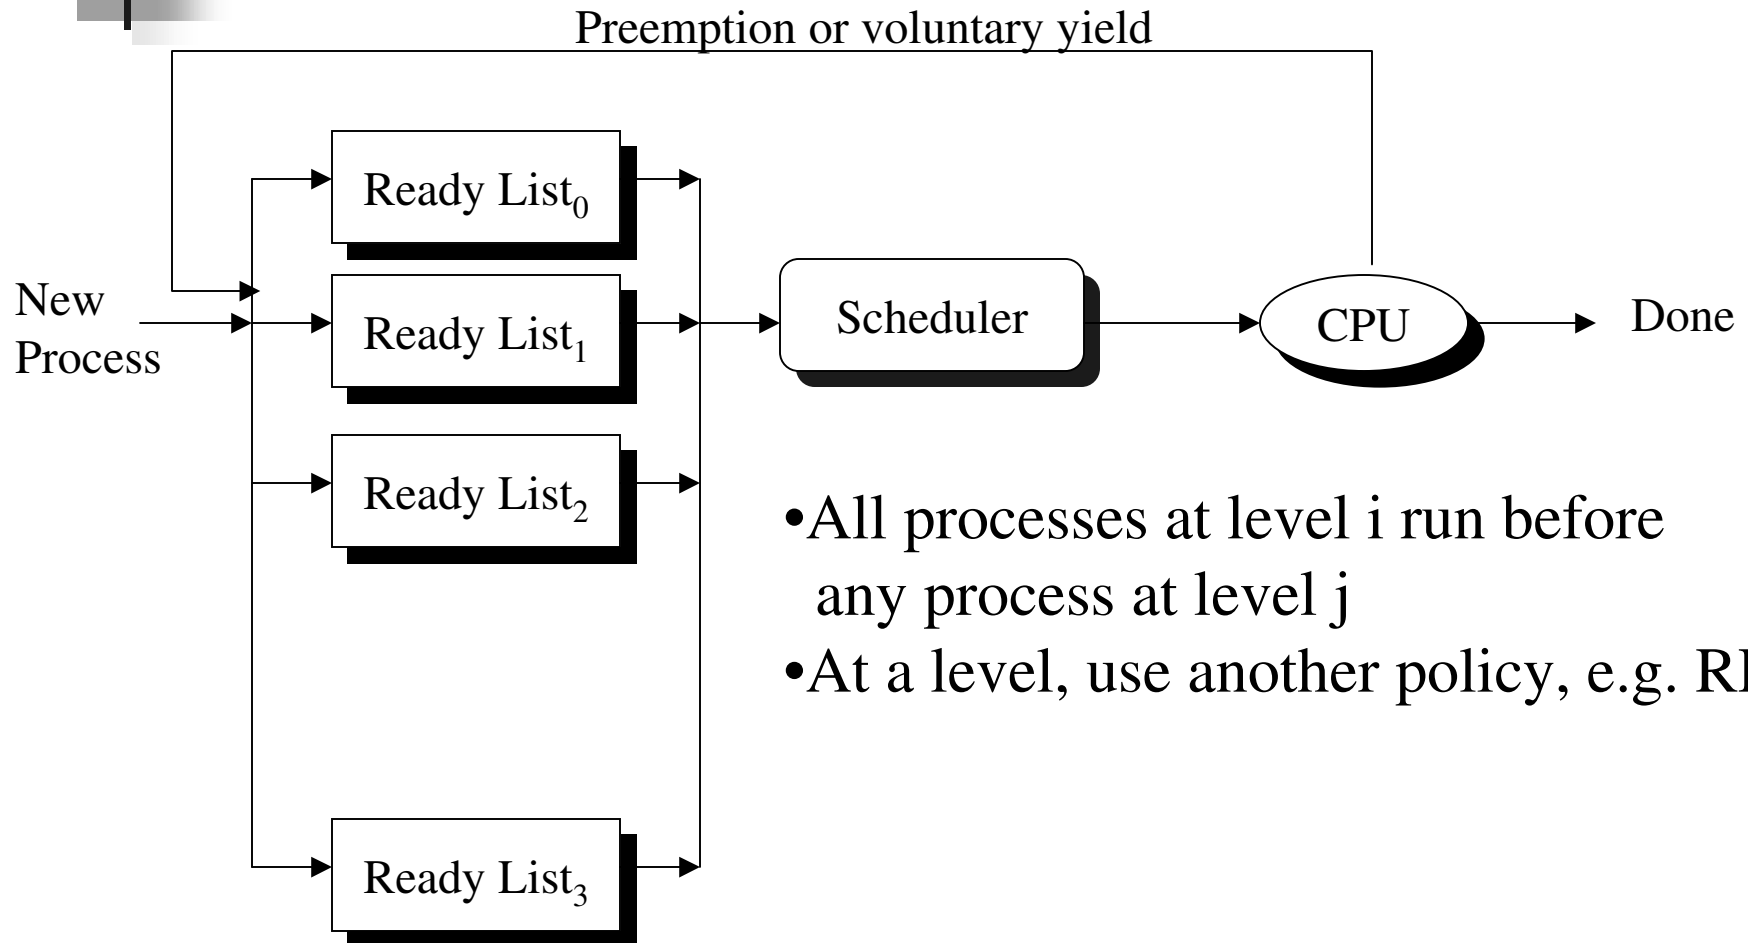 Preemption or voluntary yield
Ready List0
New
Process
Ready List1
Scheduler
CPU
Done
Ready List2
•All processes at level i run before
any process at level j
•At a level, use another policy, e.g.
Ready List3